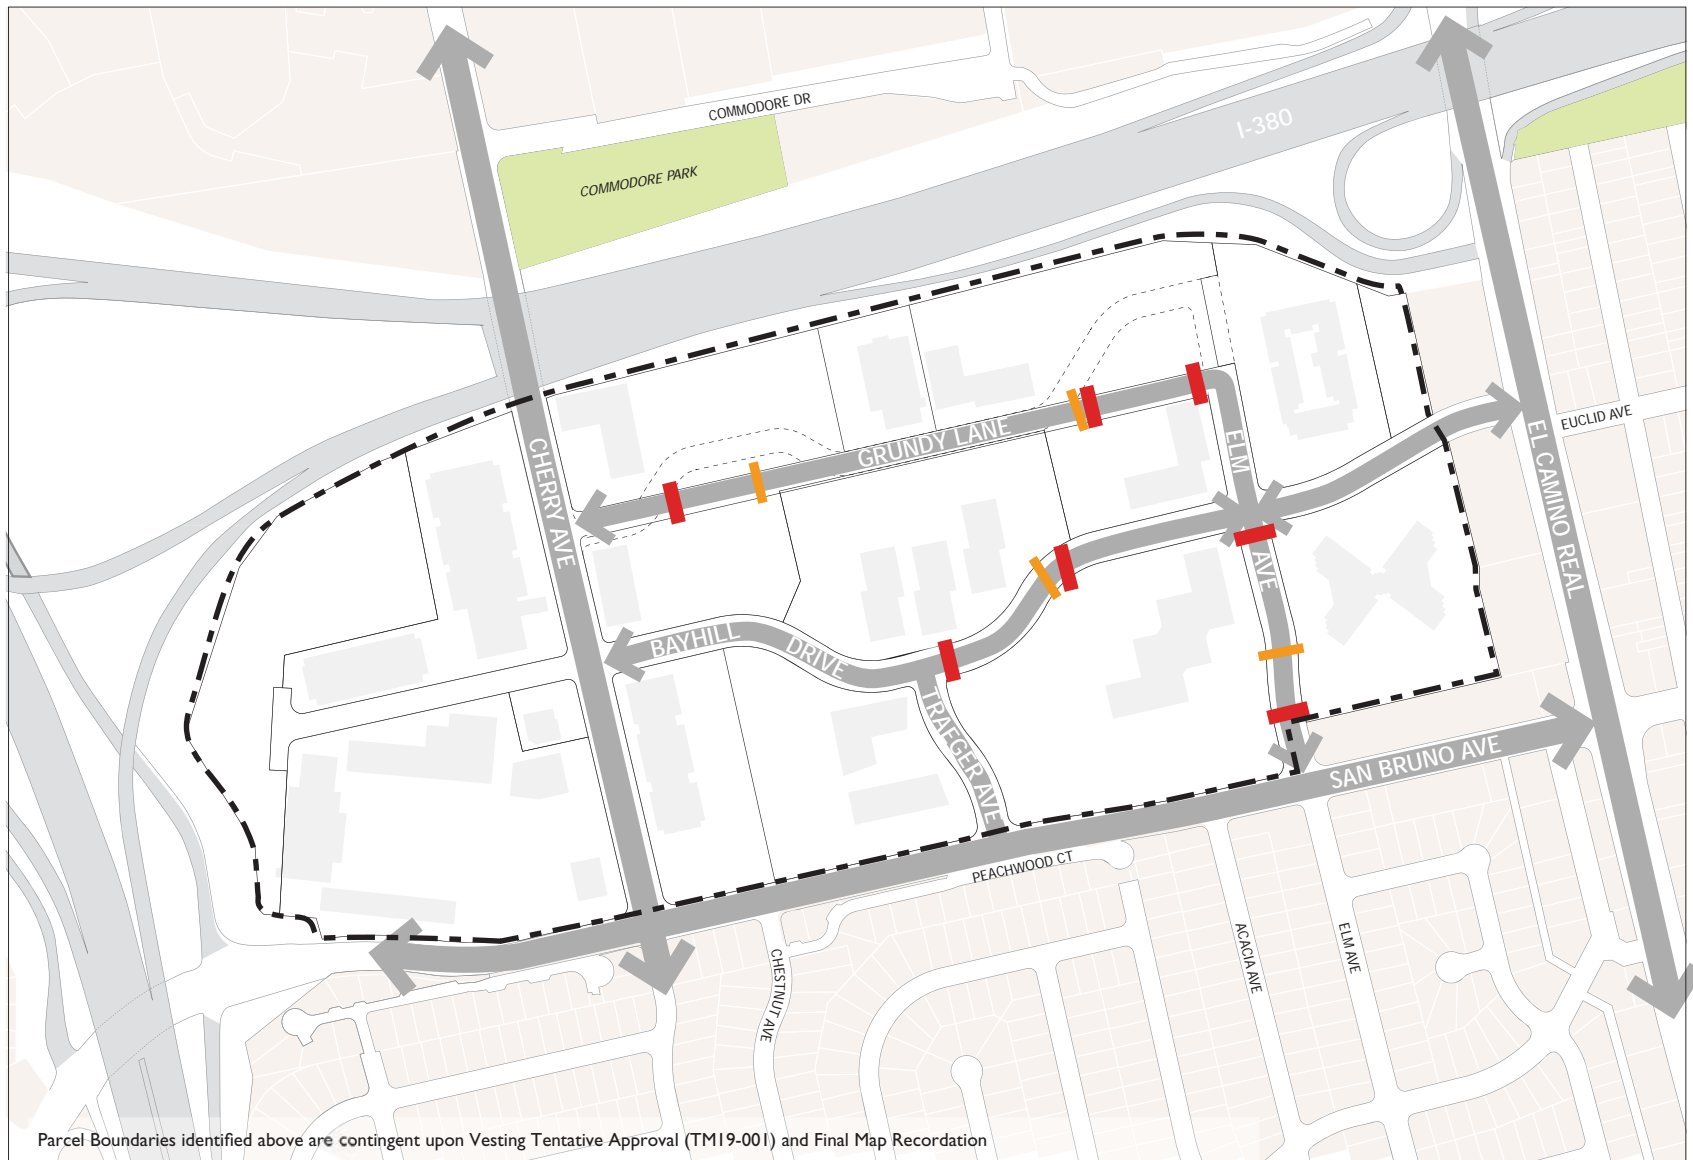 COMMODORE DR
I-380
COMMODORE PARK
EUCLID AVE
GRUNDY LANE
ELM
AVE
CHERRY AVE
EL CAMINO REAL
BAYHILL
DRIVE
TRAEGER AVE
SAN BRUNO AVE
PEACHWOOD CT
CHESTNUT AVE
ACACIA AVE
ELM AVE
Parcel Boundaries identified above are contingent upon Vesting Tentative Approval (TM19-001) and Final Map Recordation